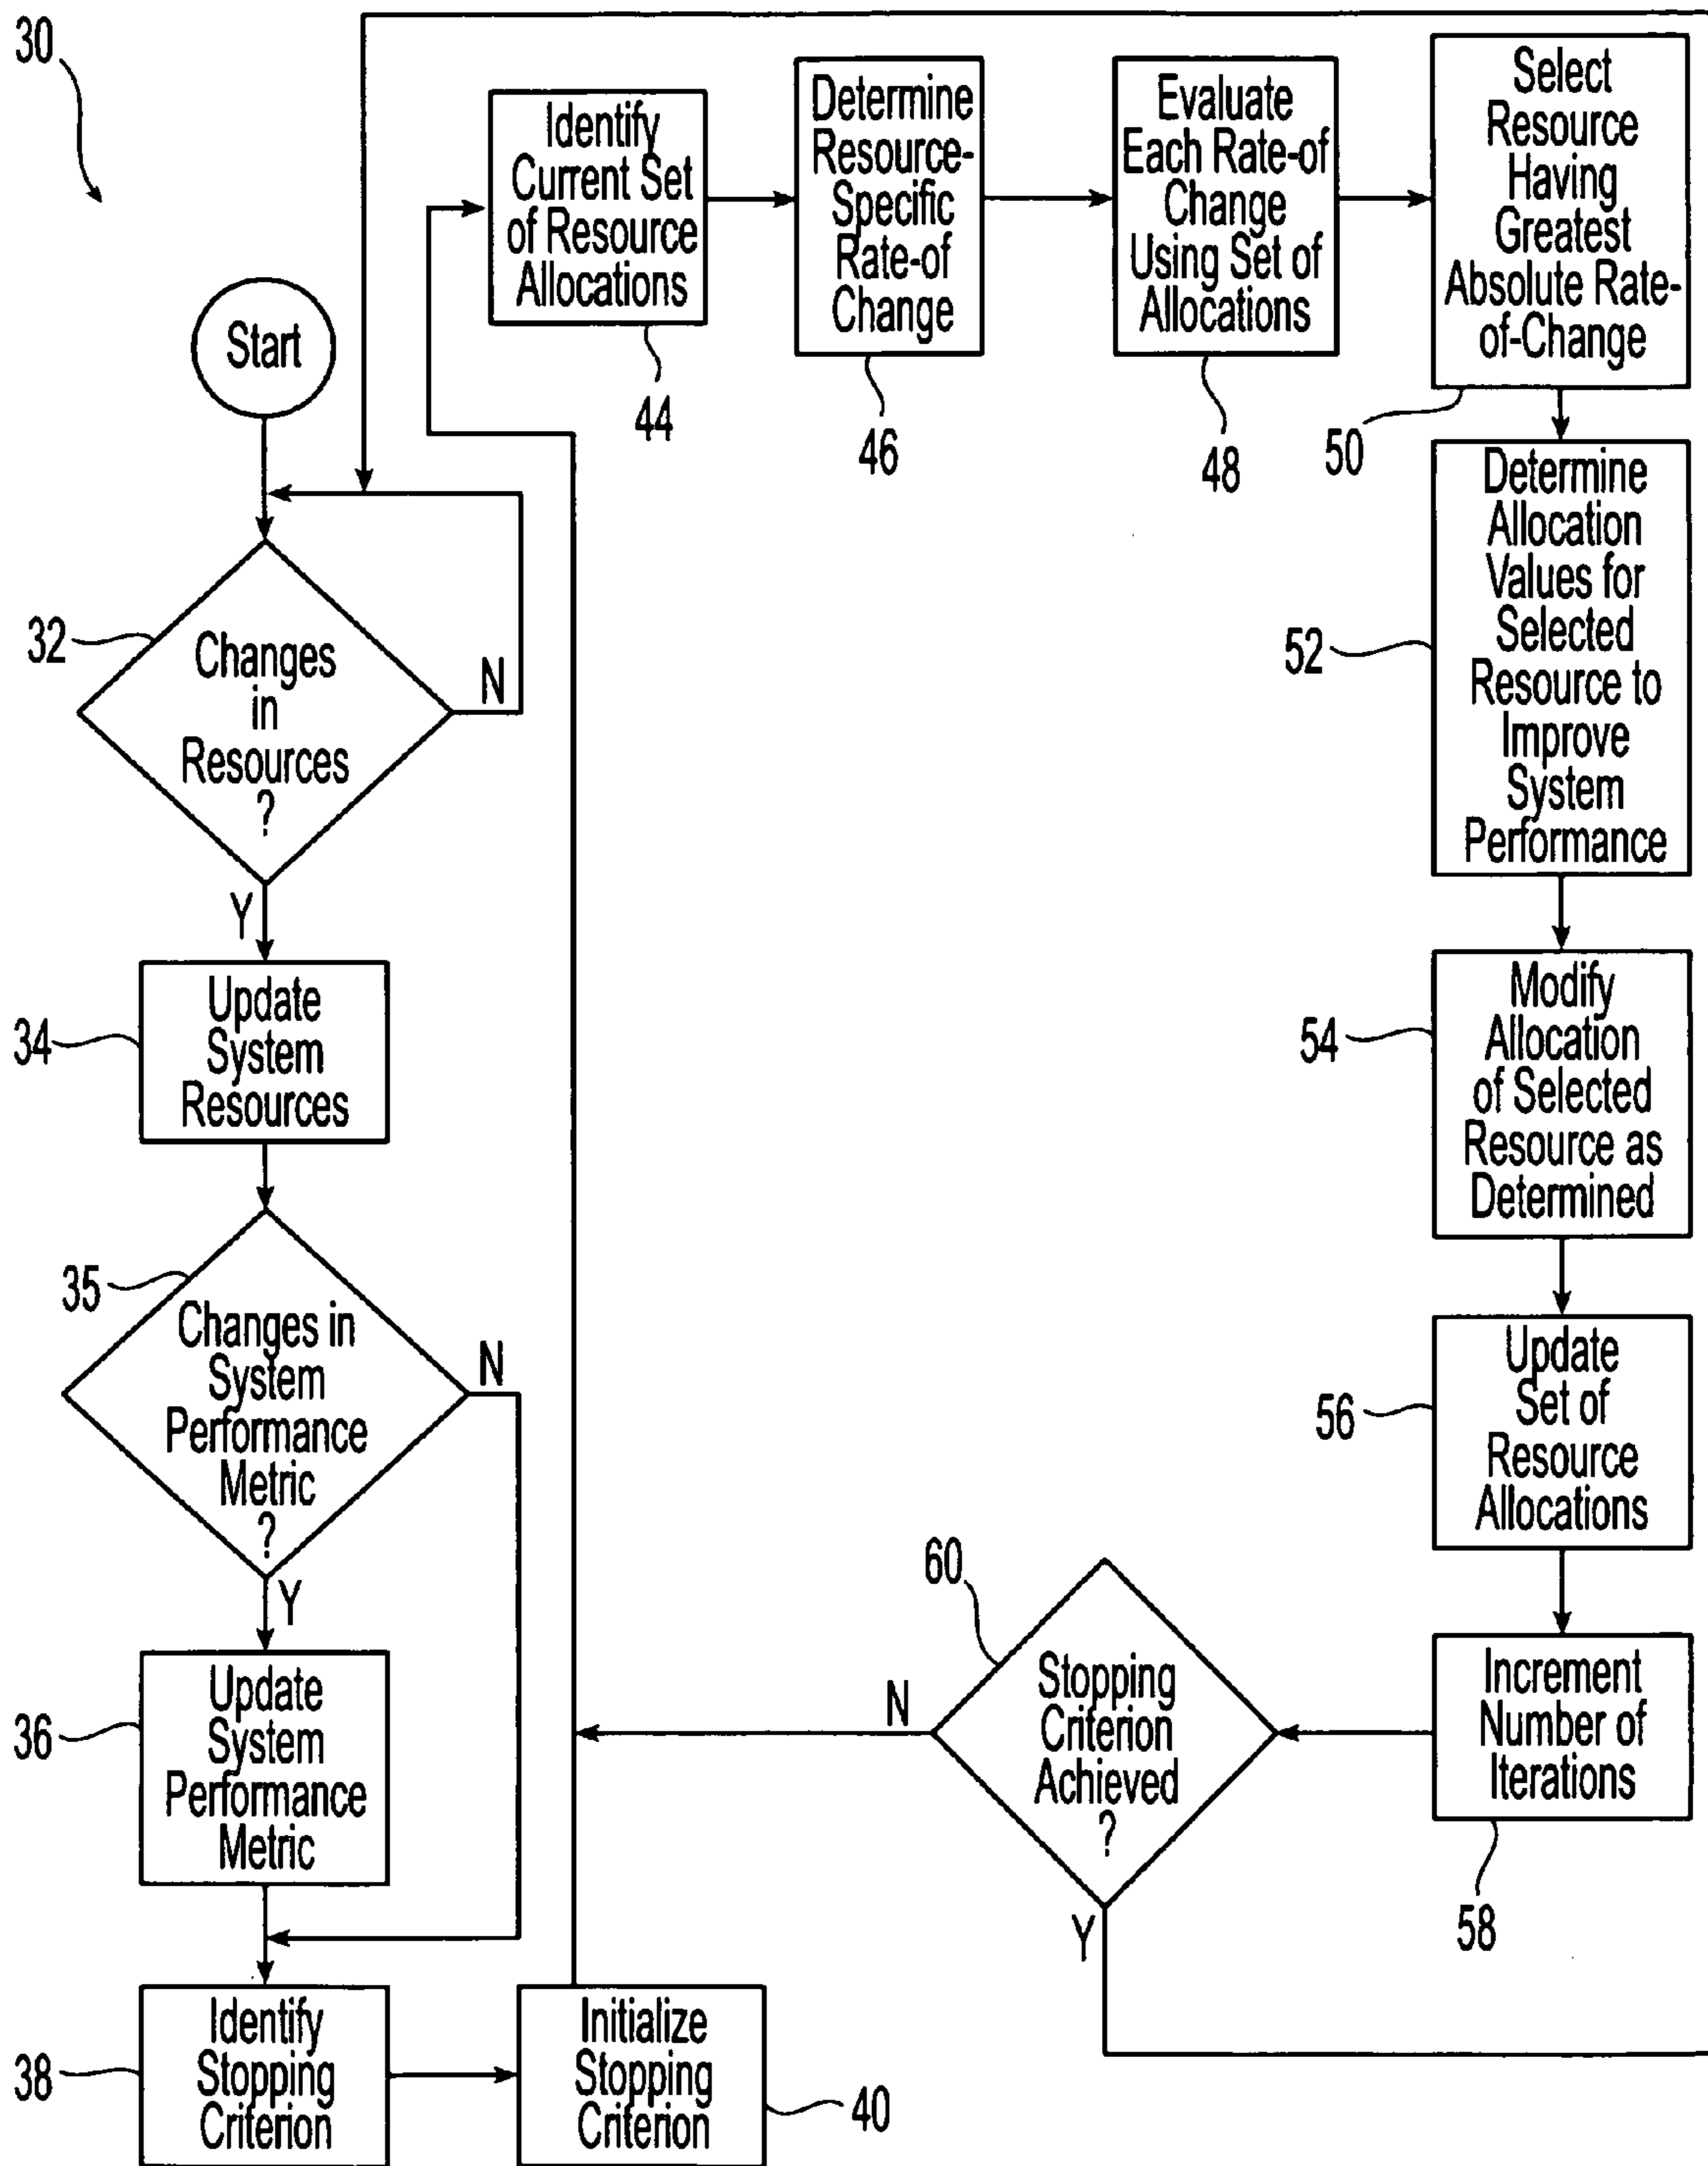 30
Start
32
Changes
in
Resources
?
N
Y
34
Update
System
Resources
35
Changes in
System
Performance
Metric
?
N
Y
36
Update
System
Performance
Metric
38
Identify
Stopping
Criterion
Initialize
Stopping
Criterion
40
Identify
Current Set
of Resource
Allocations
44
Determine
Resource-
Specific
Rate-of
Change
46
Evaluate
Each Rate-of
Change
Using Set of
Allocations
48
Select
Resource
Having
Greatest
Absolute Rate-
of-Change
50
52
Determine
Allocation
Values for
Selected
Resource to
Improve
System
Performance
54
Modify
Allocation
of Selected
Resource as
Determined
56
Update
Set of
Resource
Allocations
Increment
Number of
Iterations
58
60
Stopping
Criterion
Achieved
?
N
Y